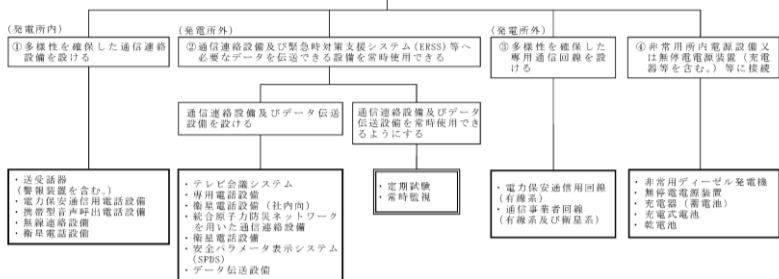 (発電所内)
①多様性を確保した通信連絡
設備を設ける
(発電所外)
②通信連絡設備及び緊急時対策支援システム(ERSS)等へ
必要なデータを伝送できる設備を常時使用できる
(発電所外)
③多様性を確保した
専用通信回線を設
ける
④非常用所内電源設備又
は無停電電源装置(充電
器等を含む。)等に接続
通信連絡設備及びデータ伝送
設備を設ける
通信連絡設備及びデータ
伝送設備を常時使用でき
るようにする
・送受話器
(警報装置を含む。)
・電力保安通信用電話設備
・携帯型音声呼出電話設備
・無線連絡設備
・衛星電話設備
・テレビ会議システム
・専用電話設備
・衛星電話設備(社内向)
・統合原子力防災ネットワーク
を用いた通信連絡設備
・衛星電話設備
・安全パラメータ表示システム
(SPDS)
・データ伝送設備
・定期試験
・常時監視
・電力保安通信用回線
(有線系)
・通信事業者回線
(有線系及び衛星系)
・非常用ディーゼル発電機
・無停電電源装置
・充電器(蓄電池)
・充電式電池
・乾電池